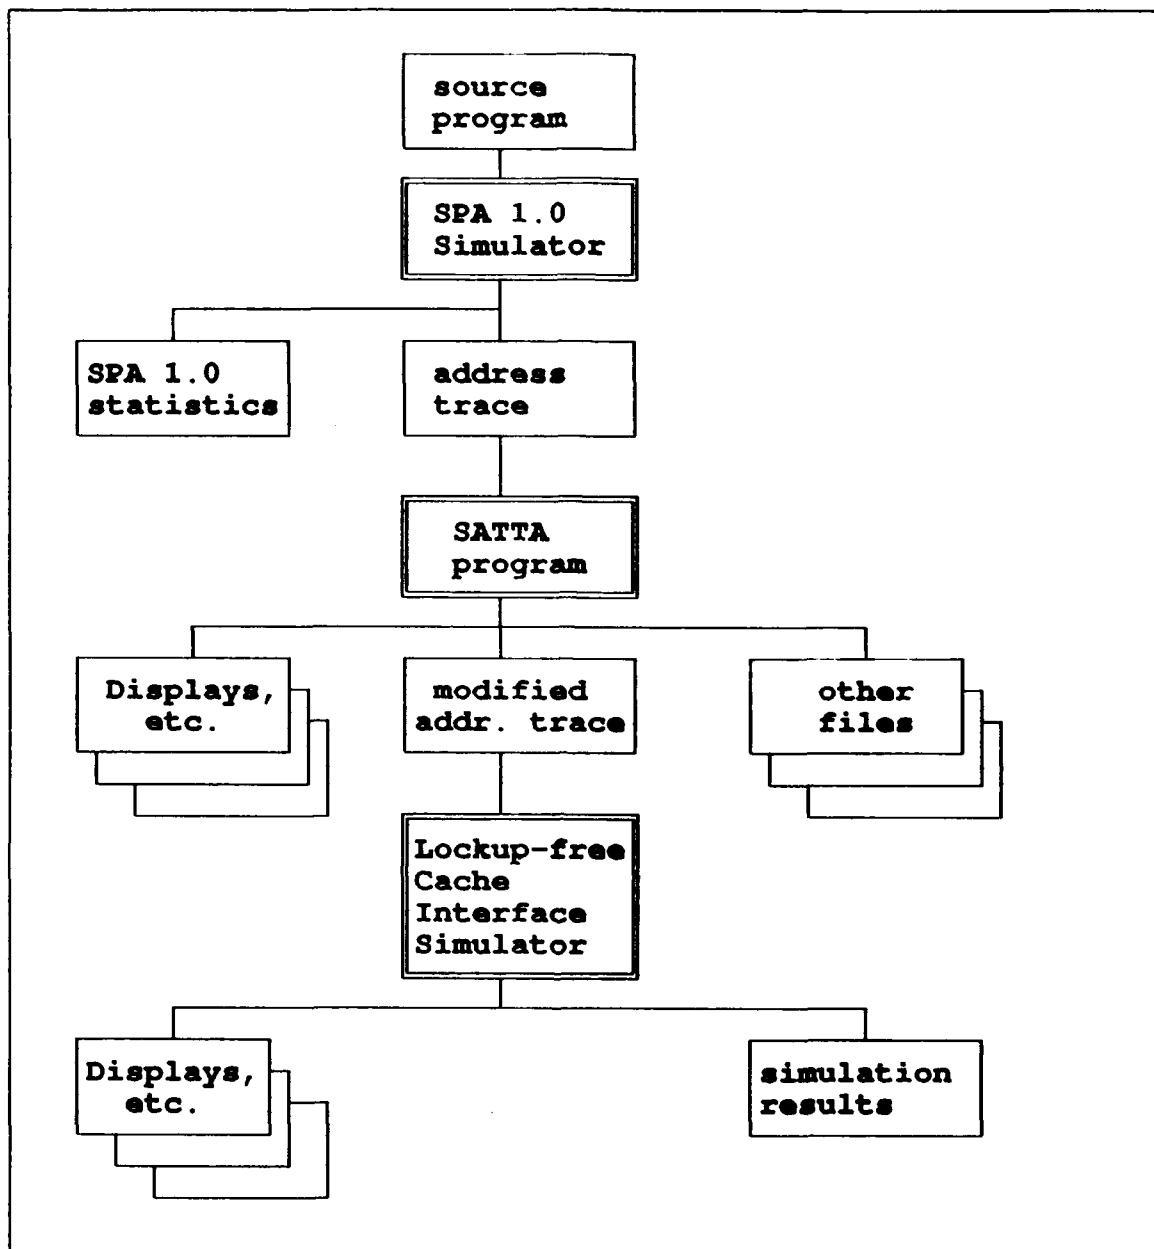 source
program
SPA 1.0
Simulator
SPA 1.0
statistics
address
trace
SATTA
program
Displays,
etc.
modified
addr. trace
other
files
Lockup-free
Cache
Interface
Simulator
Displays,
etc.
simulation
results